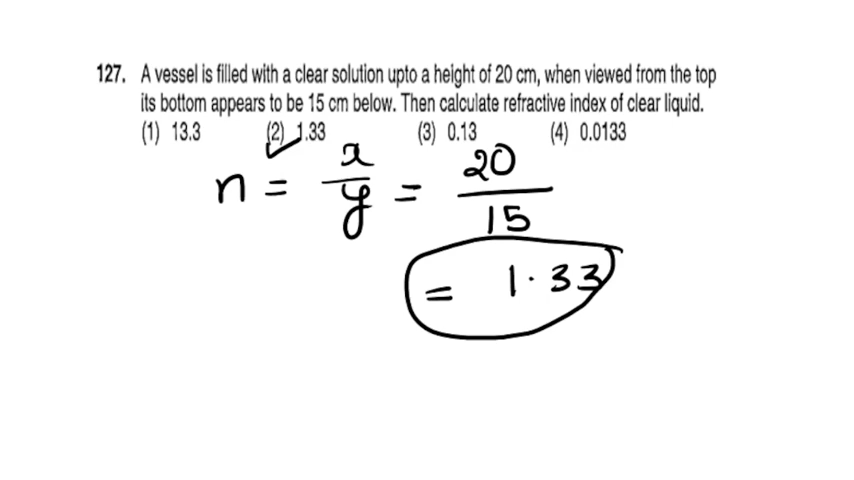 127. A vessel is filled with a clear solution upto a height of 20 cm, when viewed from the top
its bottom appears to be 15 cm below. Then calculate refractive index of clear liquid.
(1) 13.3 (2) 1.33 (3) 0.13 (4) 0.0133
n = x/y = 20/15
= 1.33